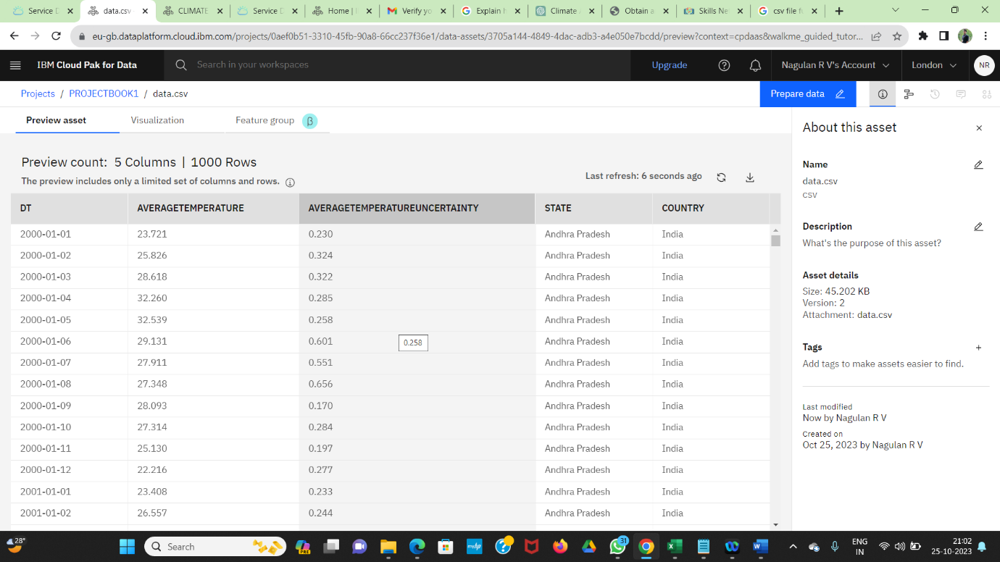 Service D
data.csv -
CLIMATE
Service D
Home |
Verify yo
Explain h
Climate
Obtain a
Skills Ne
csv file f
eu-gb.dataplatform.cloud.ibm.com/projects/0aef0b51-3310-45fb-90a8-66cc237f36e1/data-assets/3705a144-4849-4dac-adb3-a4e050e7bcdd/preview?context=cpdaas&walkme_guided_tutor...
IBM Cloud Pak for Data
Search in your workspaces
Upgrade
Nagulan R V's Account
London
NR
Projects / PROJECTBOOK1 / data.csv
Prepare data
Preview asset
Visualization
Feature group β
Preview count: 5 Columns | 1000 Rows
The preview includes only a limited set of columns and rows.
Last refresh: 6 seconds ago
DT AVERAGETEMPERATURE AVERAGETEMPERATUREUNCERTAINTY STATE COUNTRY
2000-01-01 23.721 0.230 Andhra Pradesh India
2000-01-02 25.826 0.324 Andhra Pradesh India
2000-01-03 28.618 0.322 Andhra Pradesh India
2000-01-04 32.260 0.285 Andhra Pradesh India
2000-01-05 32.539 0.258 Andhra Pradesh India
2000-01-06 29.131 0.601 Andhra Pradesh India
0.258
2000-01-07 27.911 0.551 Andhra Pradesh India
2000-01-08 27.348 0.656 Andhra Pradesh India
2000-01-09 28.093 0.170 Andhra Pradesh India
2000-01-10 27.314 0.284 Andhra Pradesh India
2000-01-11 25.130 0.197 Andhra Pradesh India
2000-01-12 22.216 0.277 Andhra Pradesh India
2001-01-01 23.408 0.233 Andhra Pradesh India
2001-01-02 26.557 0.244 Andhra Pradesh India
About this asset
Name
data.csv
CSV
Description
What's the purpose of this asset?
Asset details
Size: 45.202 KB
Version: 2
Attachment: data.csv
Tags
Add tags to make assets easier to find.
Last modified
Now by Nagulan R V
Created on
Oct 25, 2023 by Nagulan R V
28°
Search
PRE
myhp
31
ENG
IN
21:02
25-10-2023